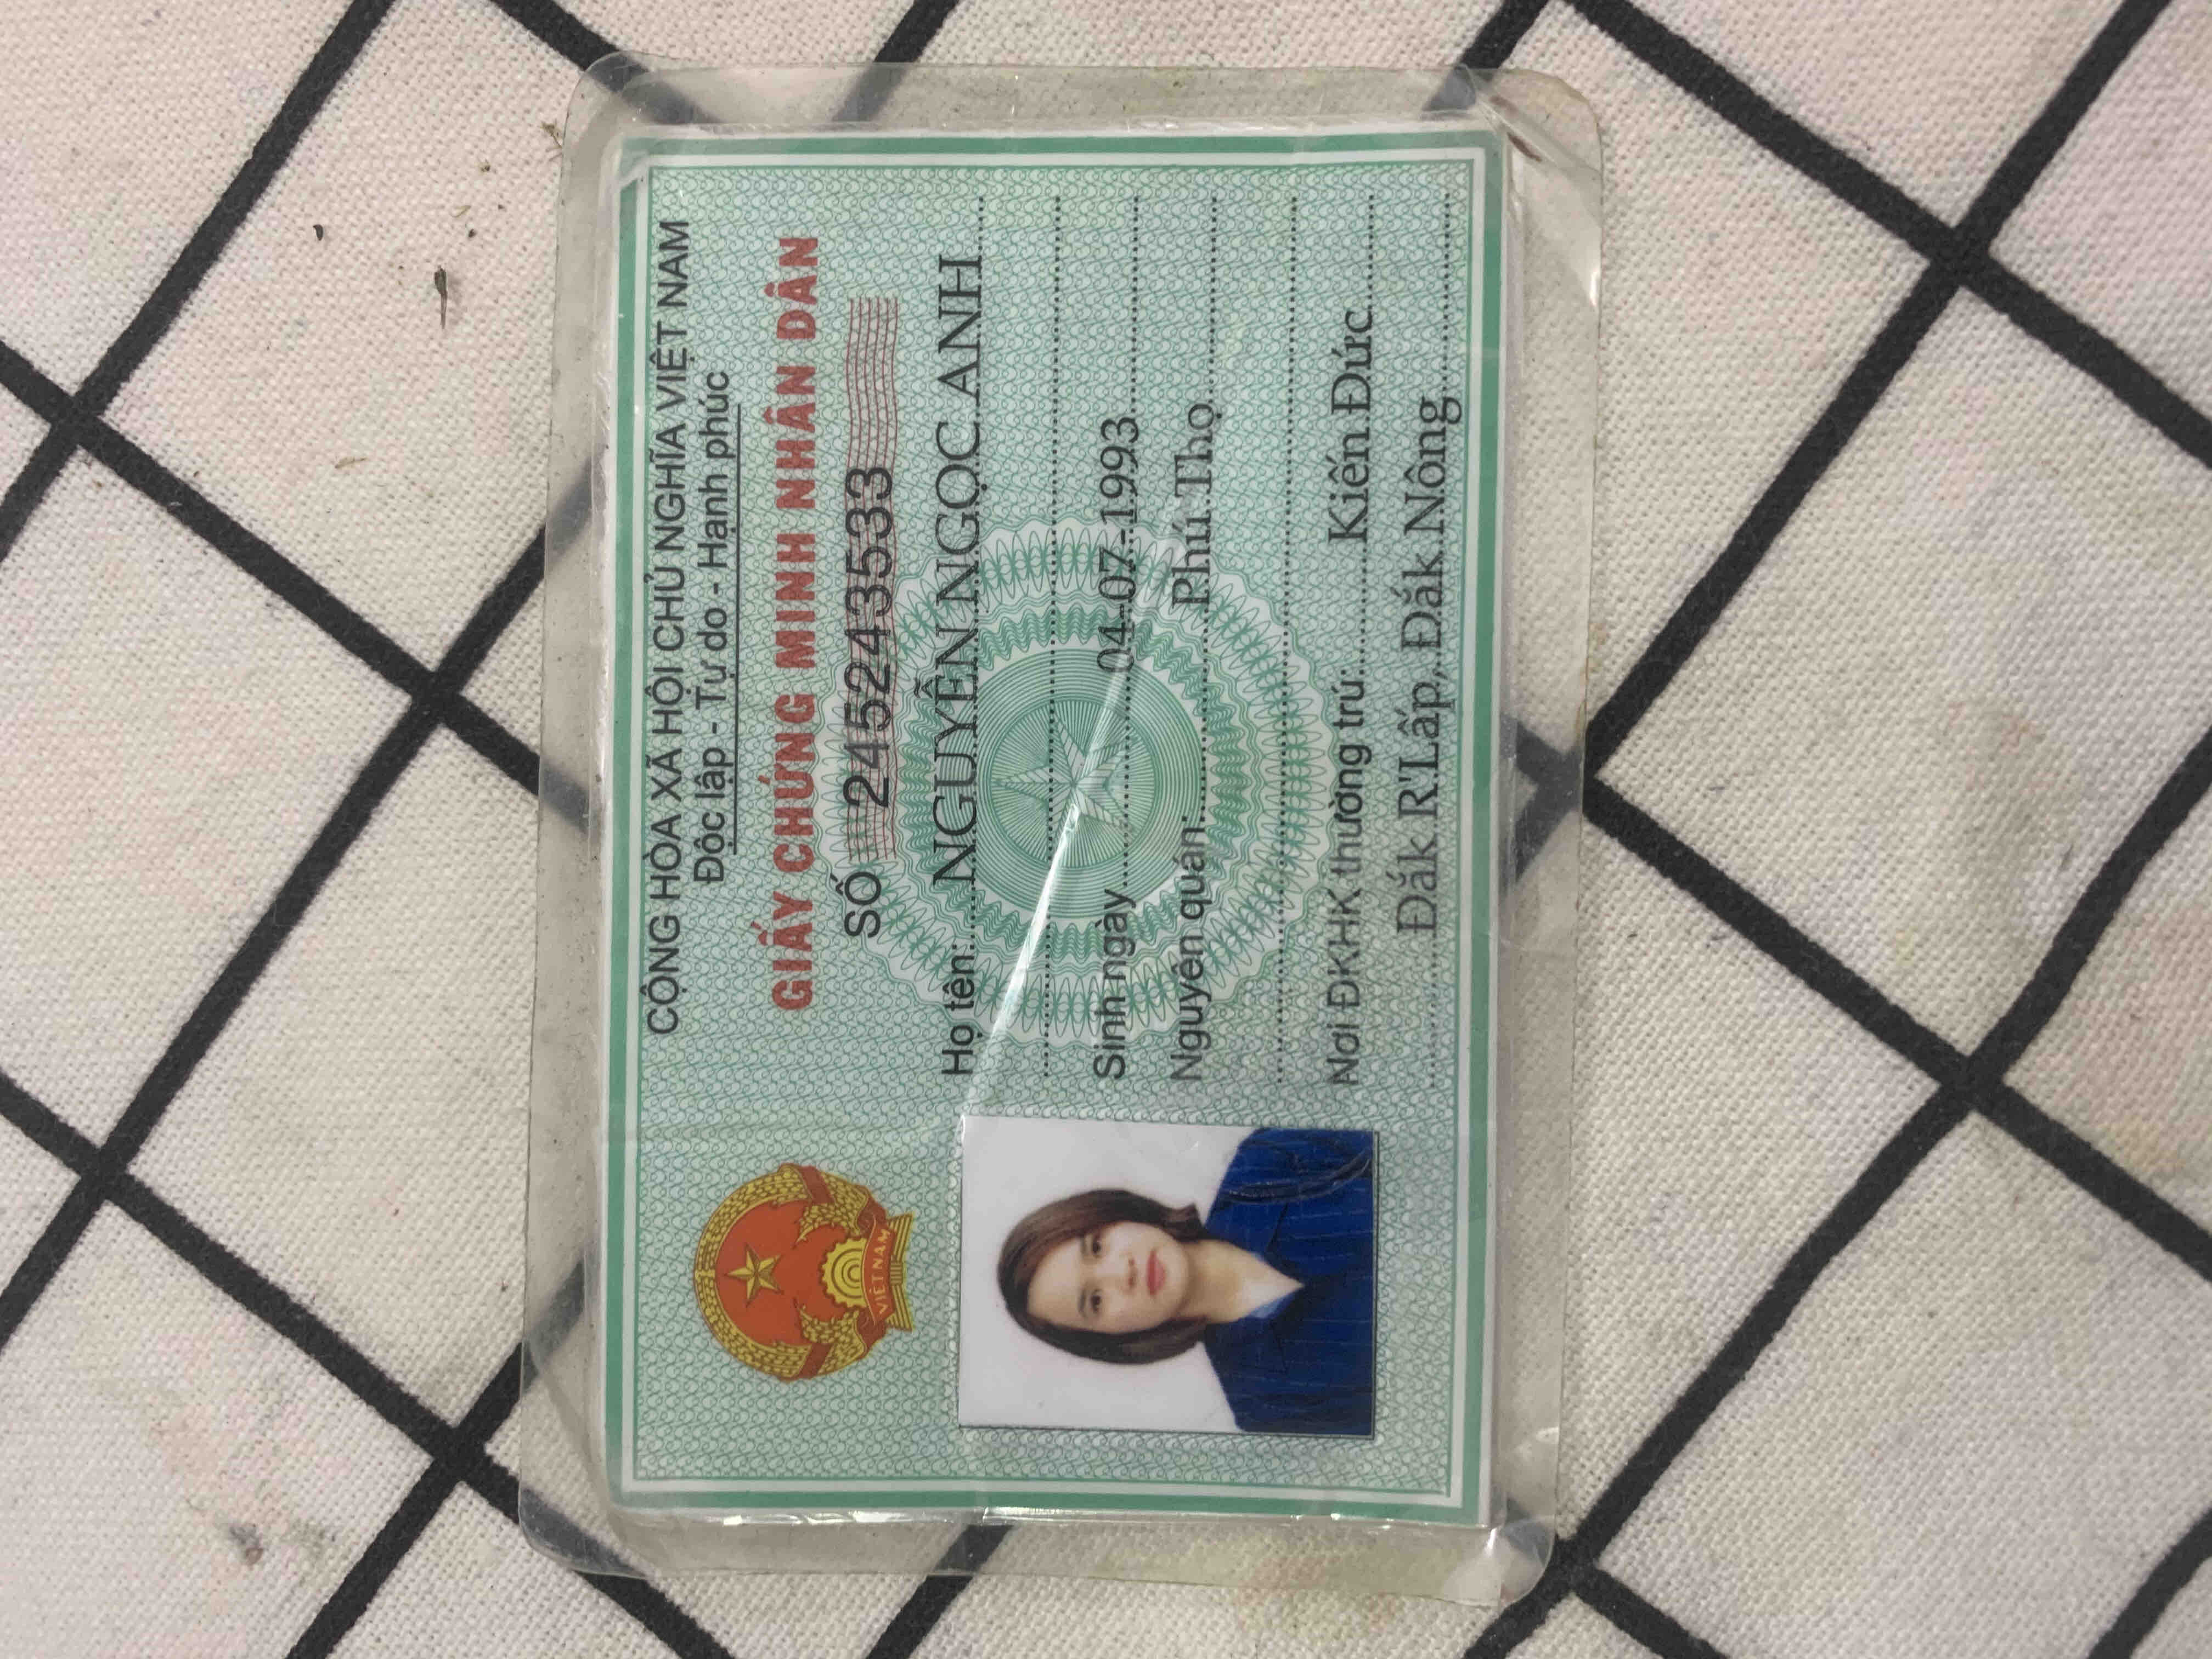 CỘNG HÒA XÃ HỘI CHỦ NGHĨA VIỆT NAM
Độc lập - Tự do - Hạnh phúc
GIẤY CHỨNG MINH NHÂN DÂN
SỐ 245243533
Họ tên: NGUYỄN NGỌC ANH
Sinh ngày 04-07-1993
Nguyên quán: Phú Thọ
Nơi ĐKHK thường trú: Kiến Đức
Đắk R'Lấp, Đắk Nông
VIỆT NAM